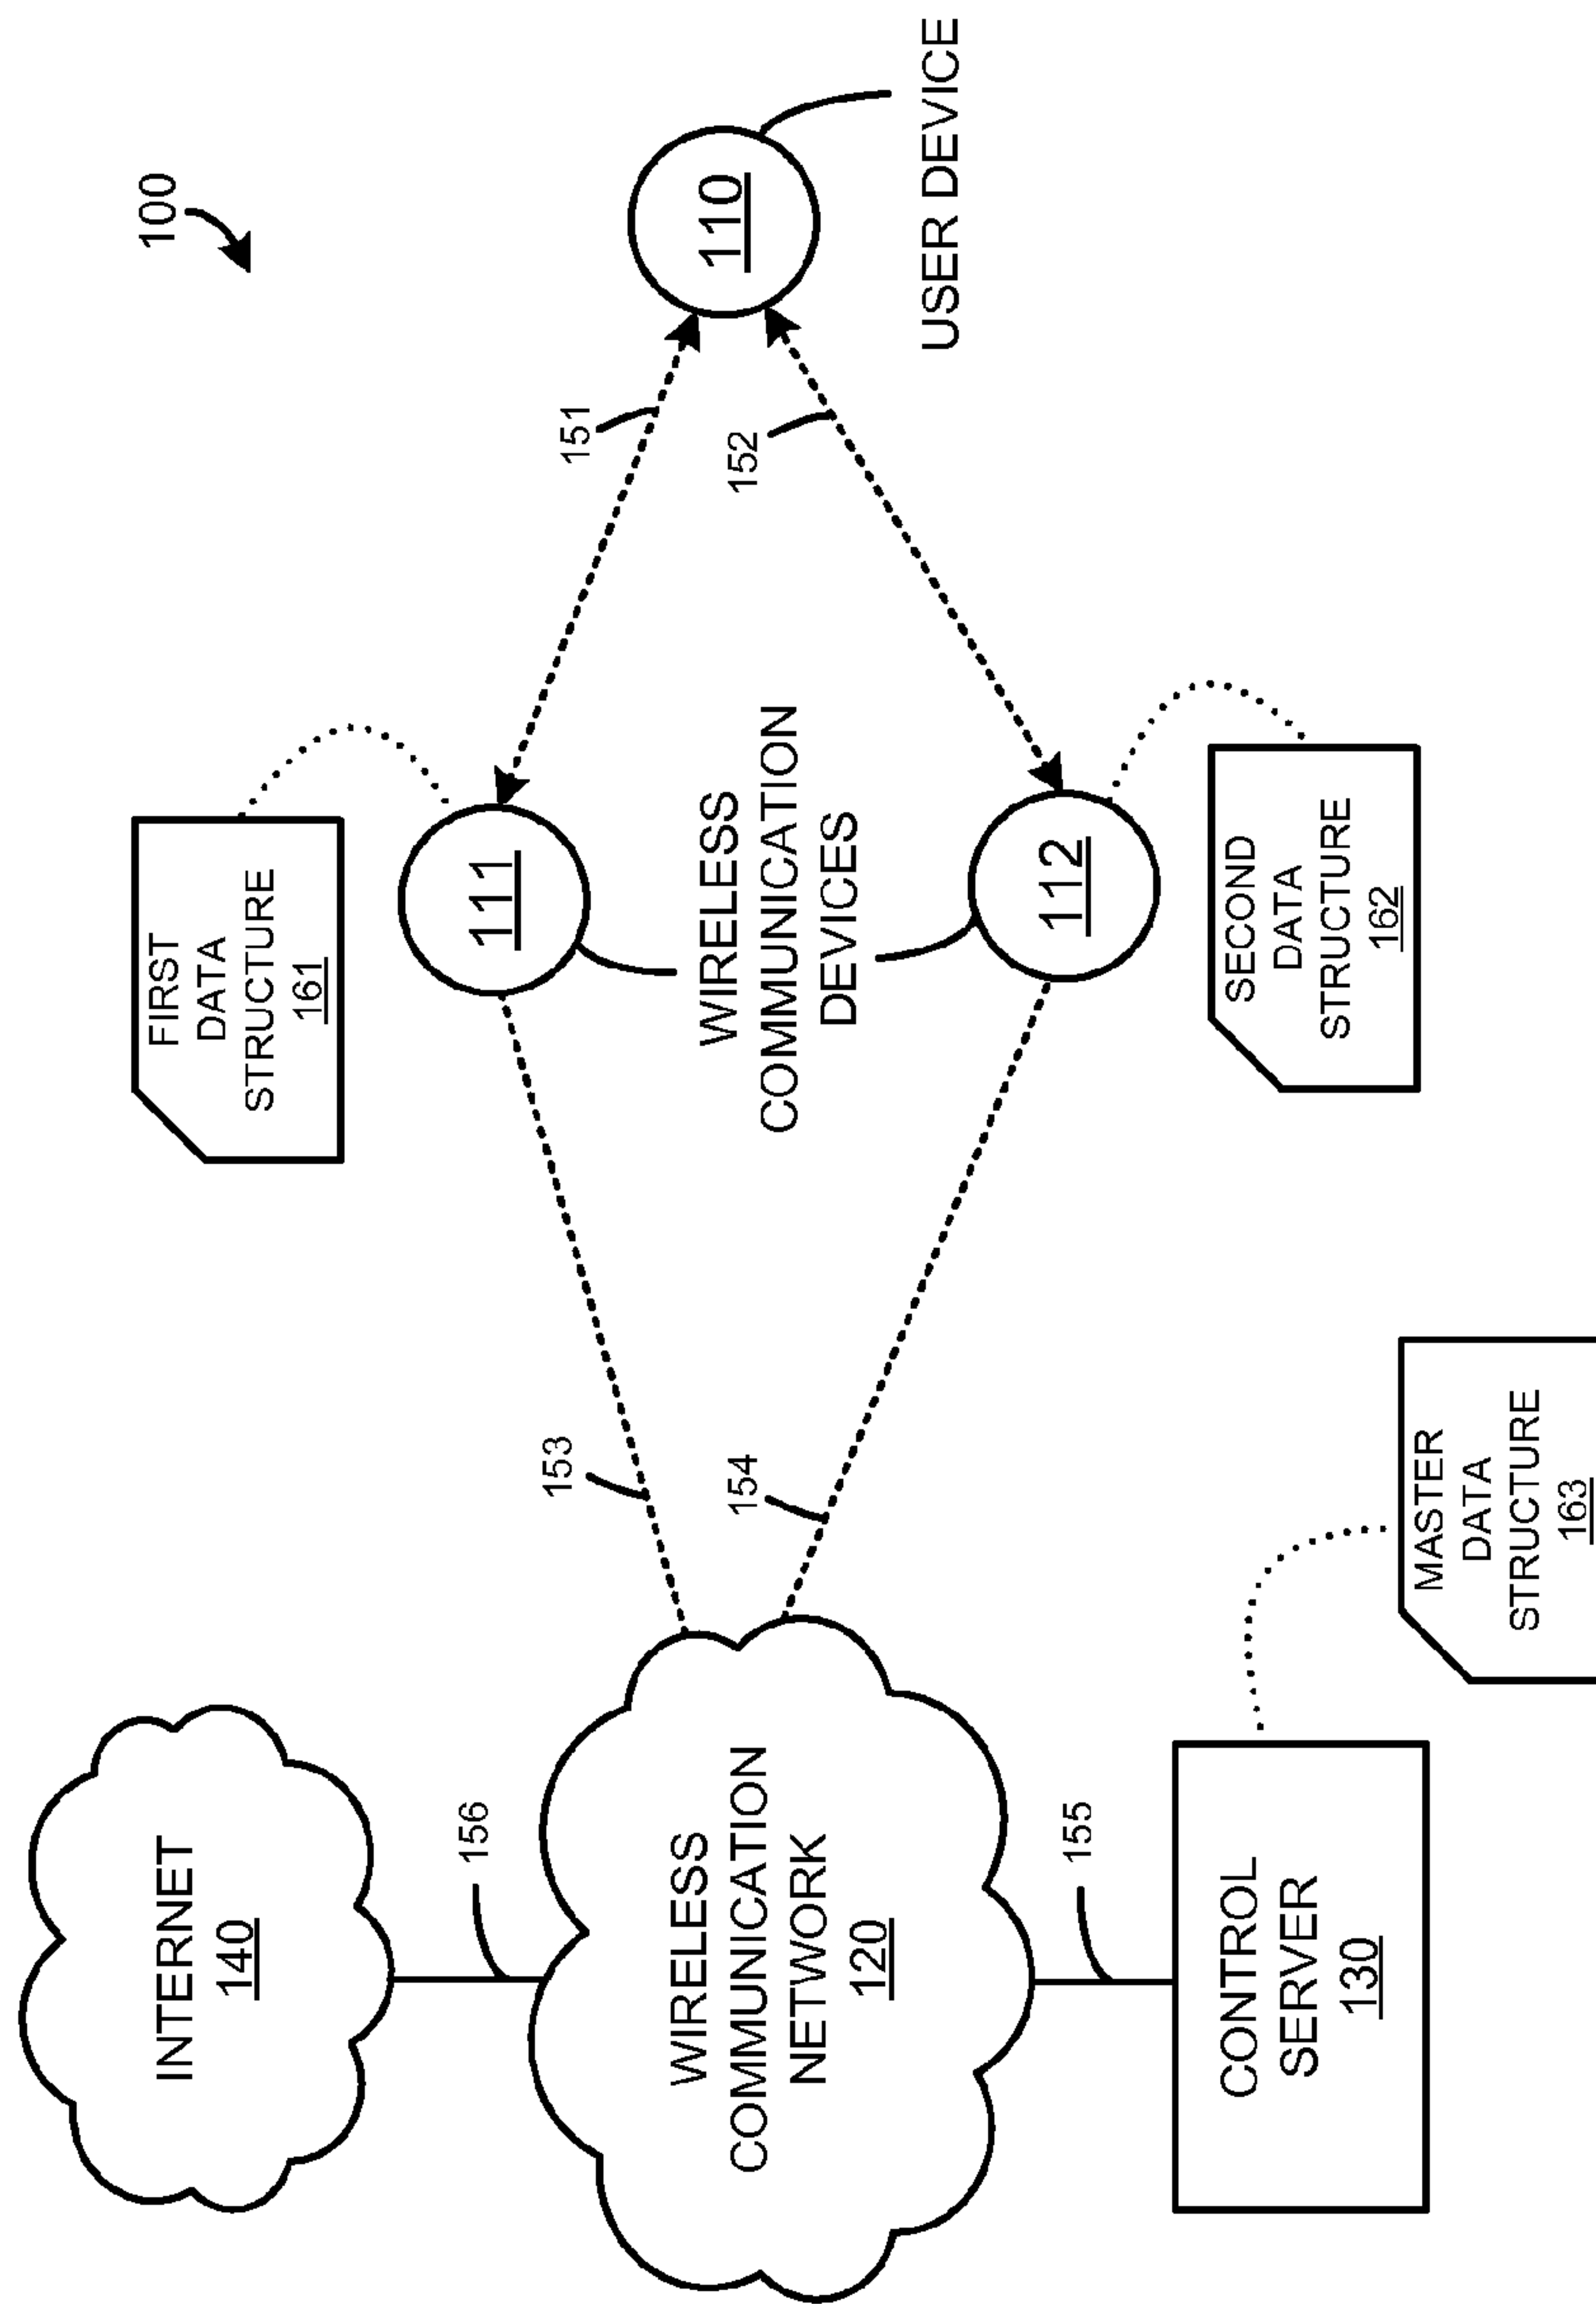 100
INTERNET
140
156
WIRELESS
COMMUNICATION
NETWORK
120
155
CONTROL
SERVER
130
153
154
MASTER
DATA
STRUCTURE
163
FIRST
DATA
STRUCTURE
161
111
WIRELESS
COMMUNICATION
DEVICES
112
SECOND
DATA
STRUCTURE
162
151
152
110
USER DEVICE